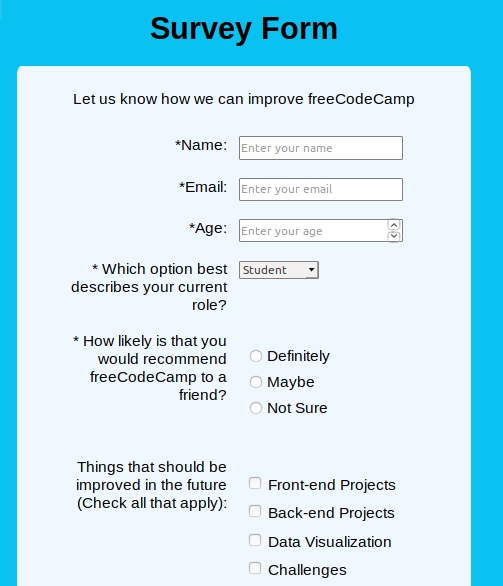 Survey Form
Let us know how we can improve freeCodeCamp
*Name:
Enter your name
*Email:
Enter your email
*Age:
Enter your age
* Which option best
describes your current
role?
Student
* How likely is that you
would recommend
freeCodeCamp to a
friend?
Definitely
Maybe
Not Sure
Things that should be
improved in the future
(Check all that apply):
Front-end Projects
Back-end Projects
Data Visualization
Challenges